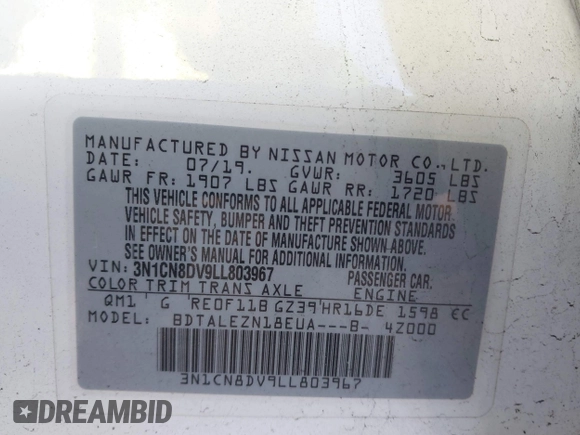 MANUFACTURED BY NISSAN MOTOR CO.,LTD.
DATE: 07/19. GVWR: 3605 LBS
GAWR FR: 1907 LBS GAWR RR: 1720 LBS
THIS VEHICLE CONFORMS TO ALL APPLICABLE FEDERAL MOTOR
VEHICLE SAFETY, BUMPER AND THEFT PREVENTION STANDARDS
IN EFFECT ON THE DATE OF MANUFACTURE SHOWN ABOVE.
SEE OWNER'S MANUAL FOR ADDITIONAL INFORMATION.
VIN: 3N1CN8DV9LL803967 PASSENGER CAR.
COLOR TRIM TRANS AXLE ENGINE
QM1 G RE0F11B GZ39 HR16DE 1598 CC
MODEL: BDTALEZN18EUA---B- 4Z000
3N1CN8DV9LL803967
RIDEBID